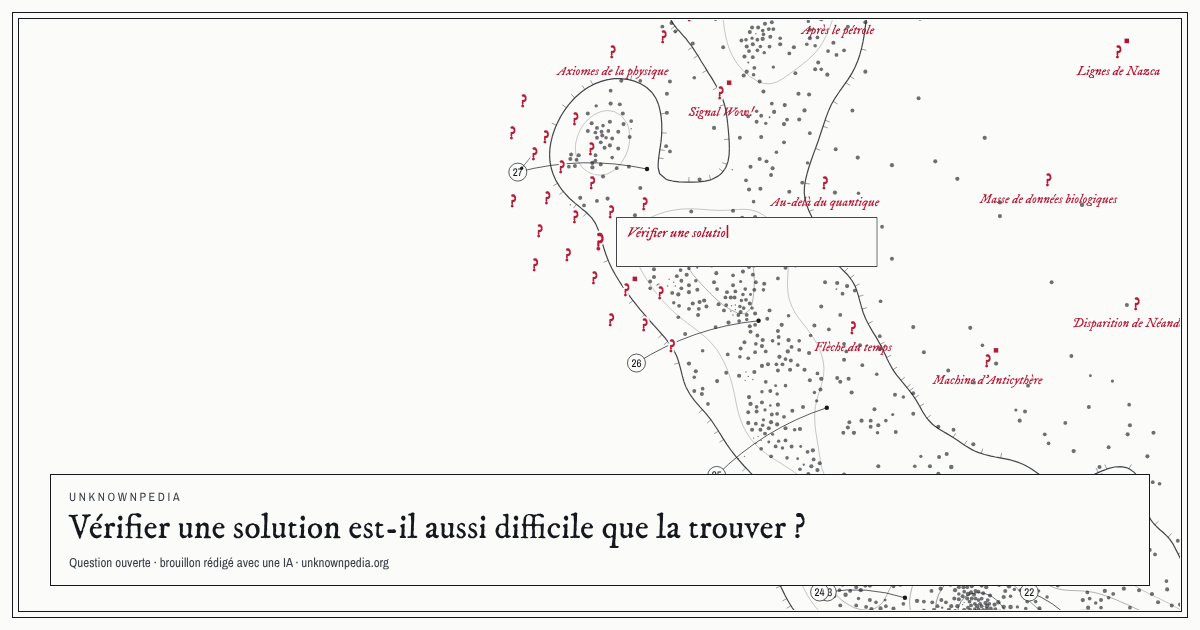 Après le pétrole
Axiomes de la physique
Lignes de Nazca
Signal Wow!
27
Masse de données biologiques
Au-delà du quantique
Vérifier une solutio
Disparition de Néand
Flèche du temps
26
Machine d'Anticythère
25
UNKNOWNPEDIA
Vérifier une solution est-il aussi difficile que la trouver ?
Question ouverte · brouillon rédigé avec une IA · unknownpedia.org
24
22